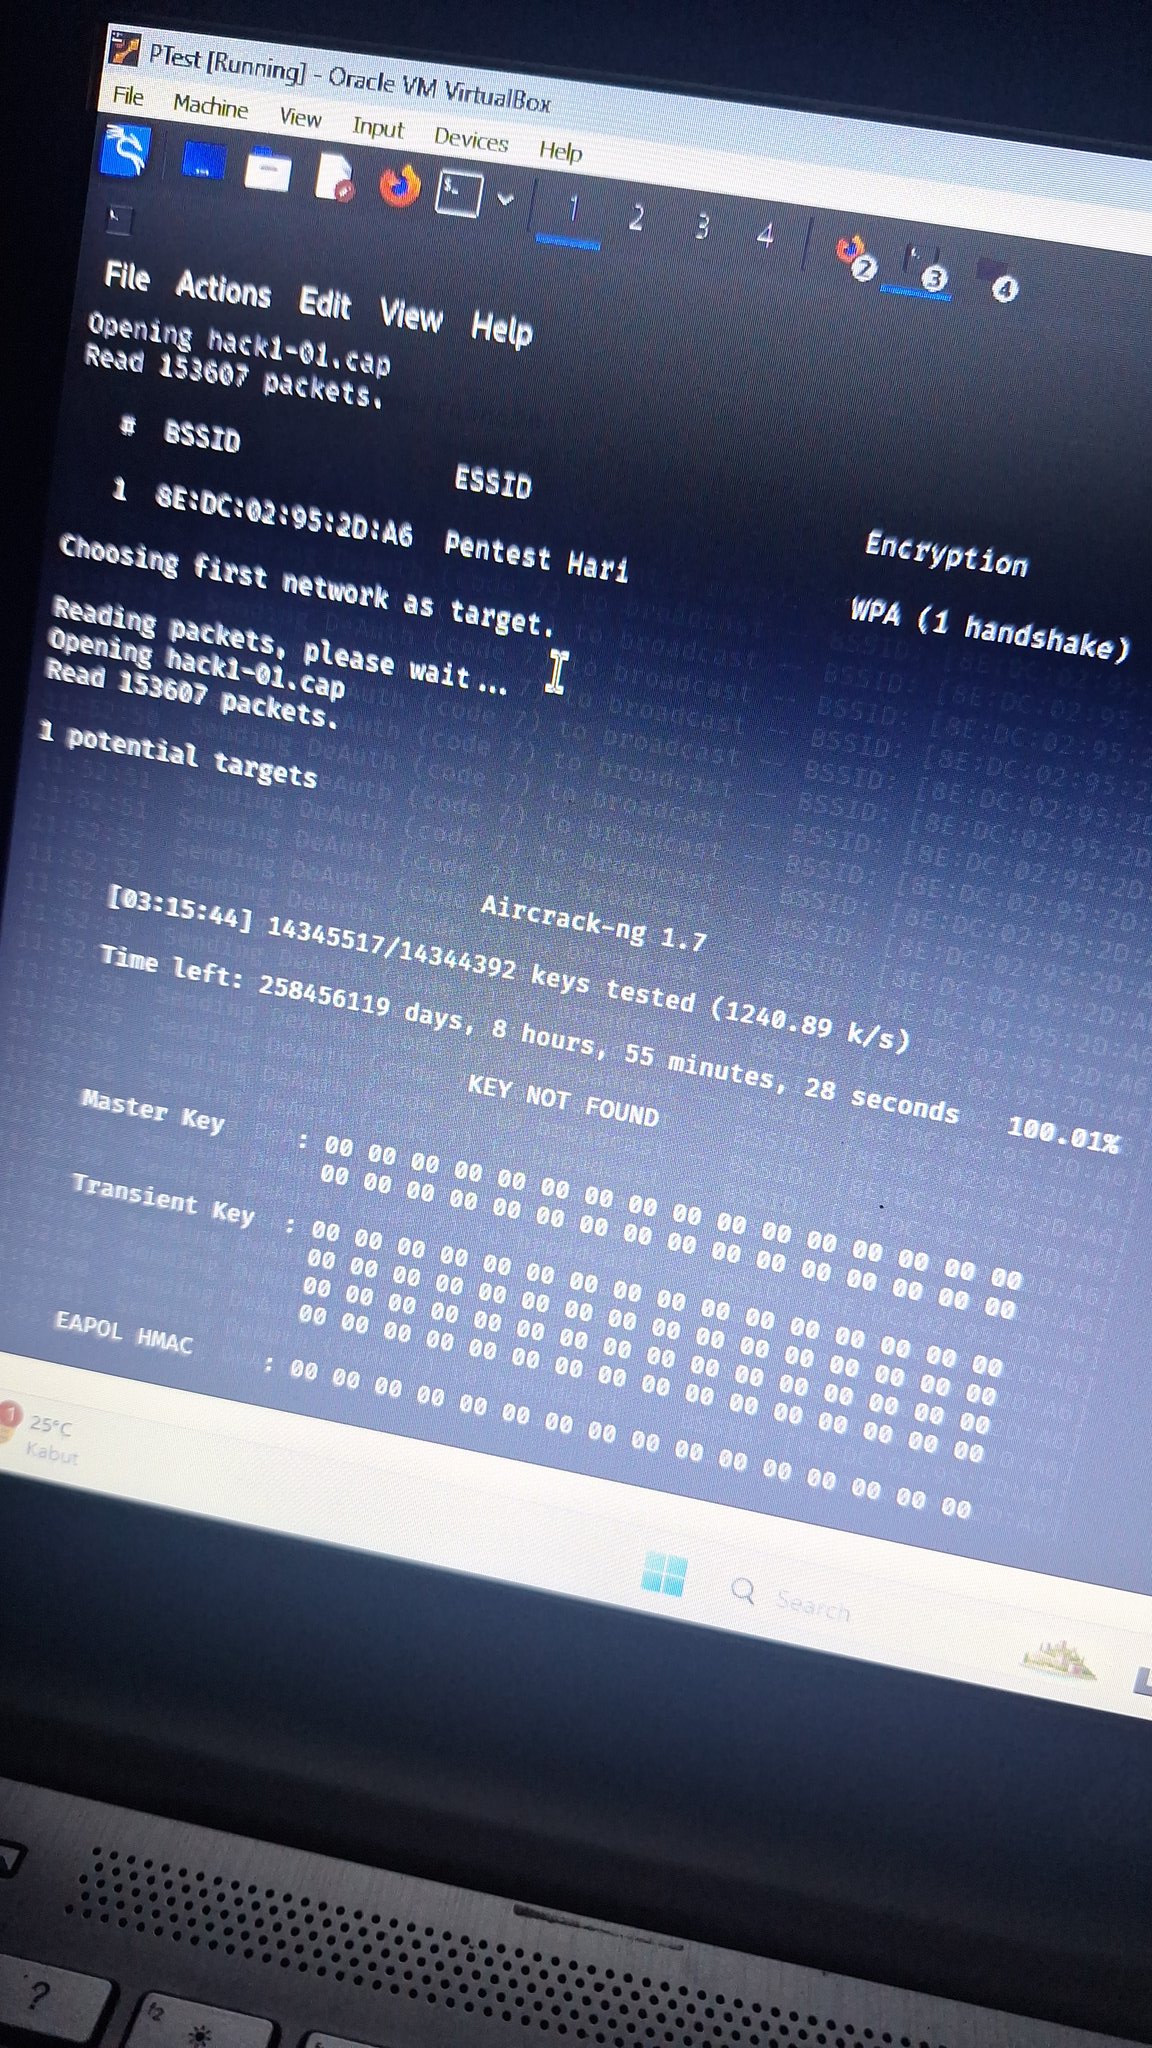 PTest [Running] - Oracle VM VirtualBox
File Machine View Input Devices Help
1 2 3 4 2 3 4
File Actions Edit View Help
Opening hack1-01.cap
Read 153607 packets.
# BSSID ESSID Encryption
1 8E:DC:02:95:2D:A6 Pentest Hari WPA (1 handshake)
Choosing first network as target.
Reading packets, please wait...
Opening hack1-01.cap
Read 153607 packets.
1 potential targets
Aircrack-ng 1.7
[03:15:44] 14345517/14344392 keys tested (1240.89 k/s)
Time left: 258456119 days, 8 hours, 55 minutes, 28 seconds 100.01%
KEY NOT FOUND
Master Key : 00 00 00 00 00 00 00 00 00 00 00 00 00 00 00 00
00 00 00 00 00 00 00 00 00 00 00 00 00 00 00 00
Transient Key : 00 00 00 00 00 00 00 00 00 00 00 00 00 00 00 00
00 00 00 00 00 00 00 00 00 00 00 00 00 00 00 00
00 00 00 00 00 00 00 00 00 00 00 00 00 00 00 00
00 00 00 00 00 00 00 00 00 00 00 00 00 00 00 00
EAPOL HMAC : 00 00 00 00 00 00 00 00 00 00 00 00 00 00 00 00
1
25°C
Kabut
Search
?
f2